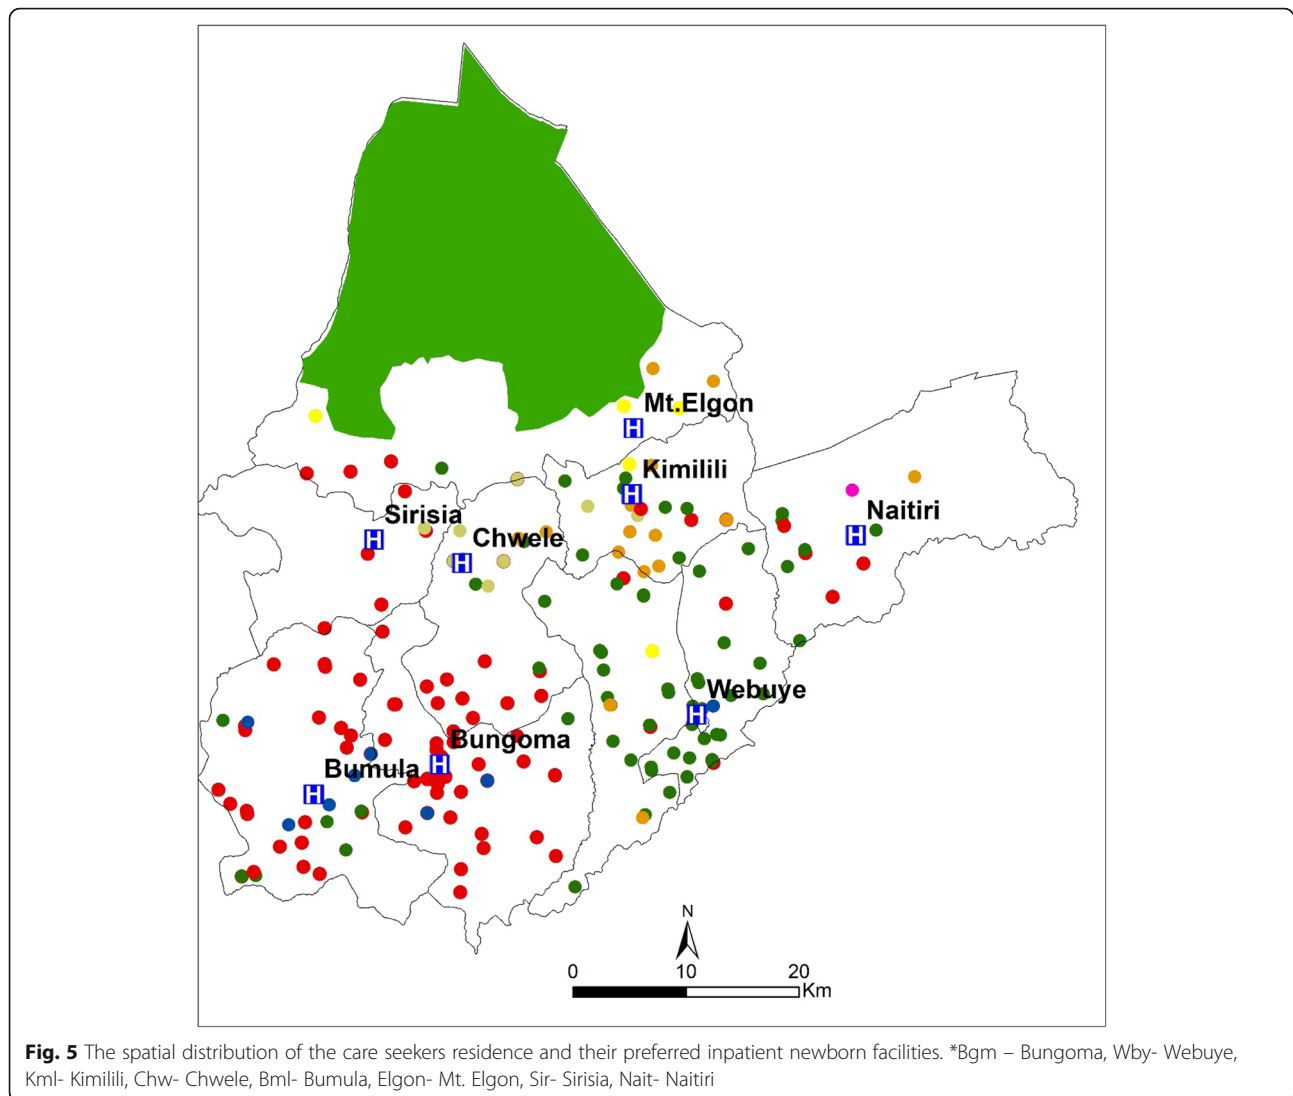 Mt.Elgon
H
Kimilili
H
Naitiri
H
Sirisia
H
Chwele
H
Webuye
H
Bungoma
H
Bumula
H
N
0 10 20
Km
Fig. 5 The spatial distribution of the care seekers residence and their preferred inpatient newborn facilities. *Bgm – Bungoma, Wby- Webuye,
Kml- Kimilili, Chw- Chwele, Bml- Bumula, Elgon- Mt. Elgon, Sir- Sirisia, Nait- Naitiri